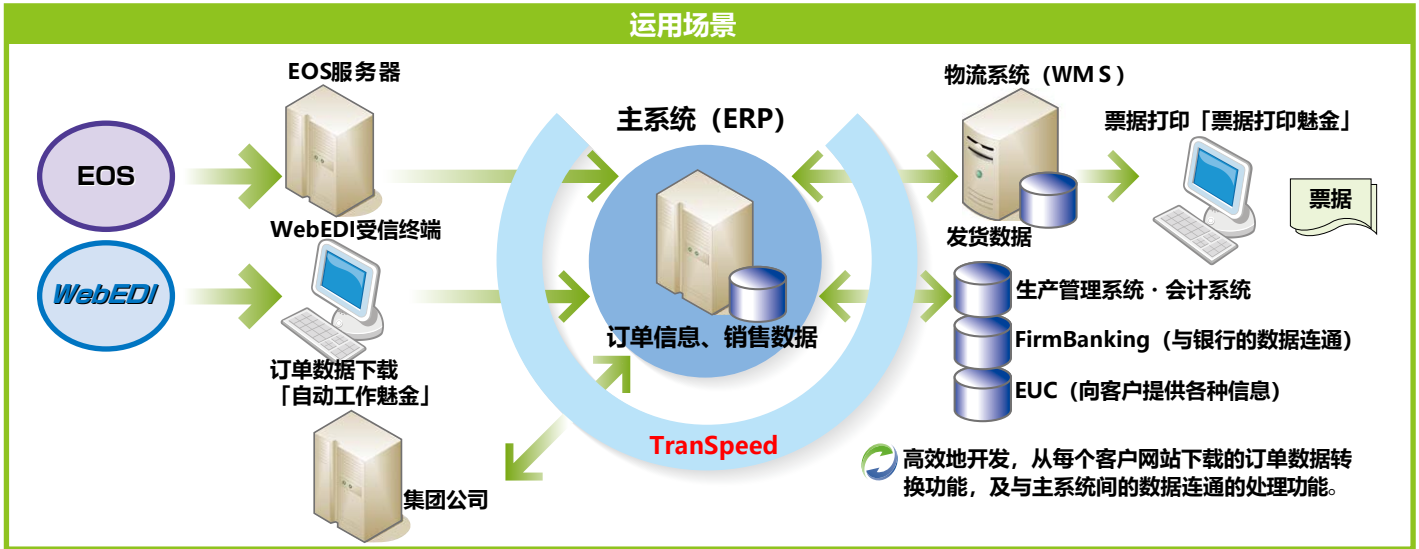 运用场景
EOS服务器
EOS
WebEDI受信终端
WebEDI
订单数据下载
「自动工作魅金」
集团公司
主系统（ERP）
订单信息、销售数据
TranSpeed
物流系统（WMS）
发货数据
票据打印「票据打印魅金」
票据
生产管理系统・会计系统
FirmBanking（与银行的数据连通）
EUC（向客户提供各种信息）
高效地开发，从每个客户网站下载的订单数据转
换功能，及与主系统间的数据连通的处理功能。